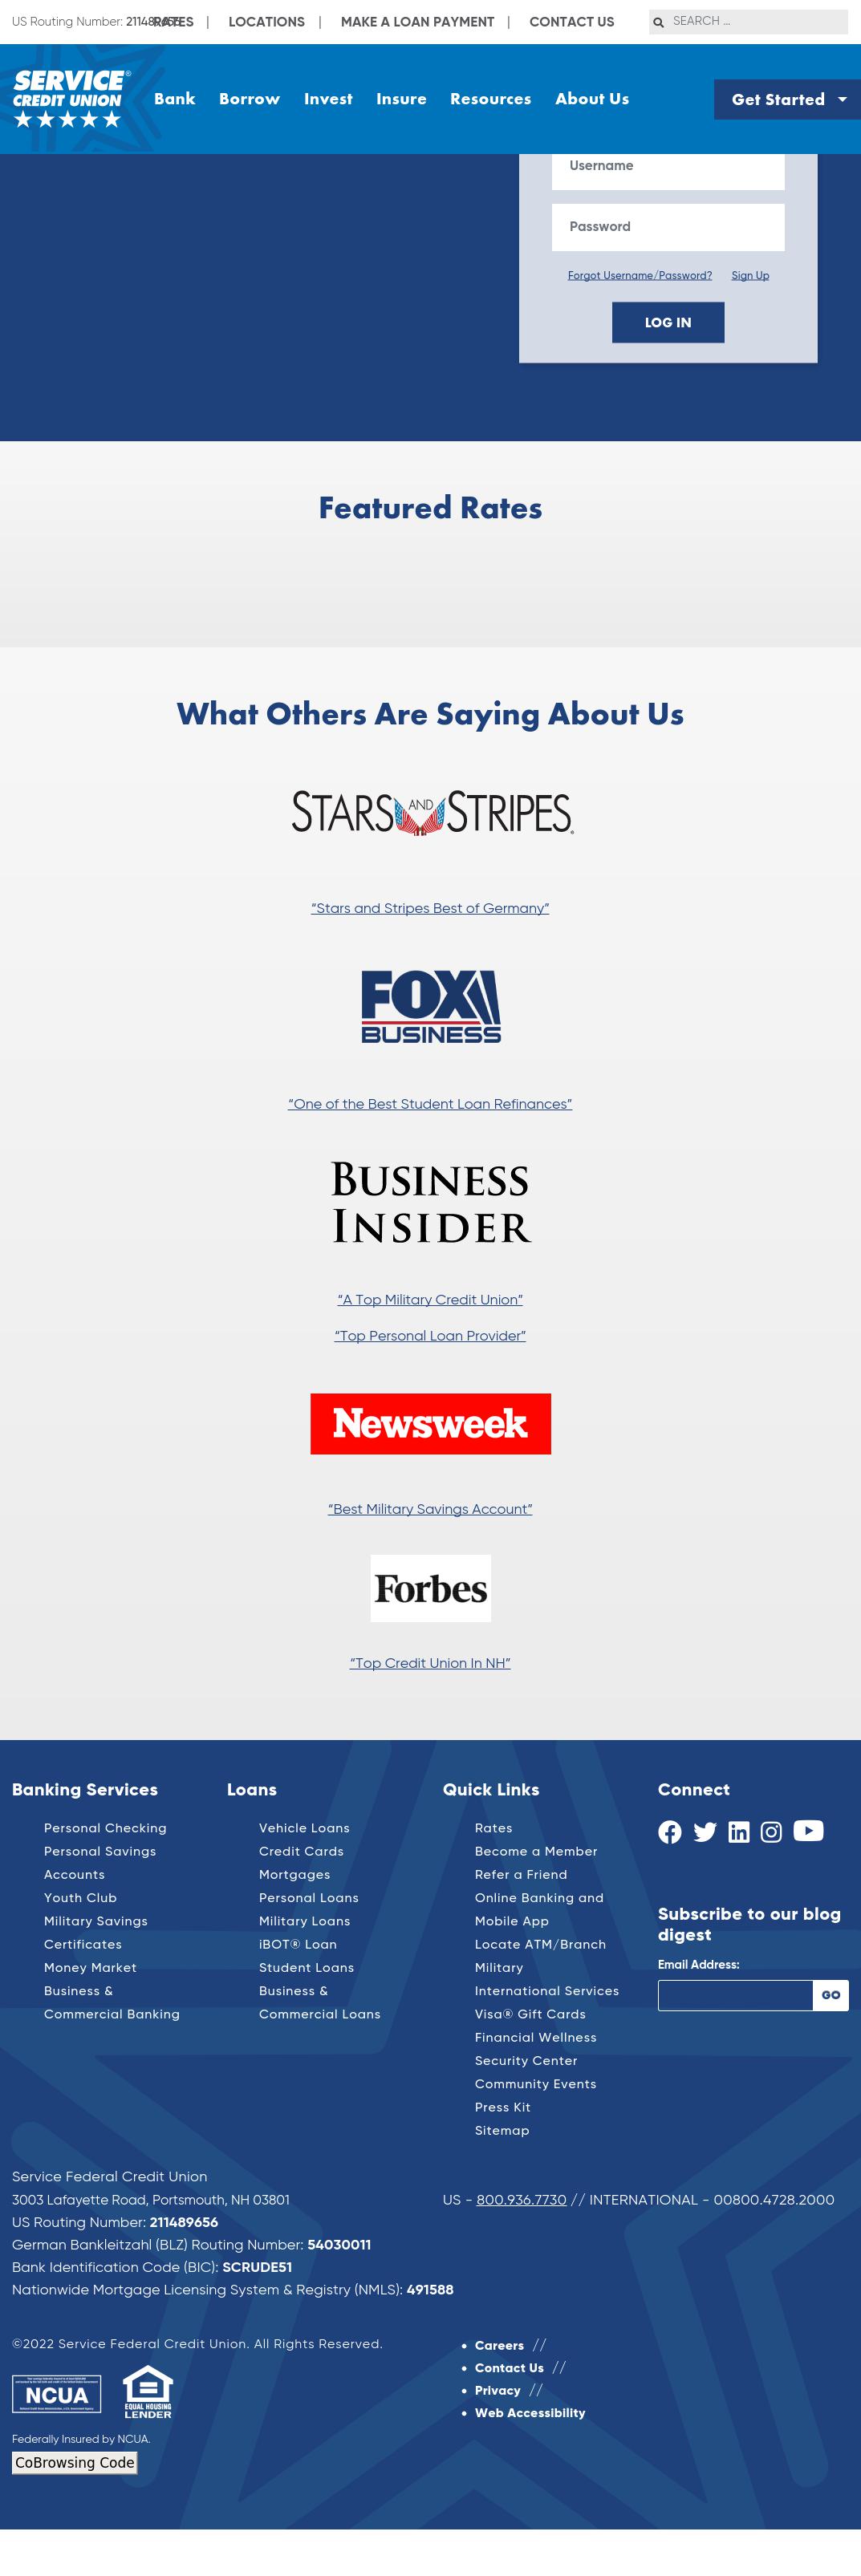 US Routing Number: 211489656
RATES | LOCATIONS | MAKE A LOAN PAYMENT | CONTACT US
SEARCH ...
SERVICE®
CREDIT UNION
Bank Borrow Invest Insure Resources About Us
Get Started
Username
Password
Forgot Username/Password? Sign Up
LOG IN
Featured Rates
What Others Are Saying About Us
STARS AND STRIPES.
“Stars and Stripes Best of Germany”
FOX
BUSINESS
“One of the Best Student Loan Refinances”
BUSINESS
INSIDER
“A Top Military Credit Union”
“Top Personal Loan Provider”
Newsweek
“Best Military Savings Account”
Forbes
“Top Credit Union In NH”
Banking Services
Personal Checking
Personal Savings
Accounts
Youth Club
Military Savings
Certificates
Money Market
Business &
Commercial Banking
Loans
Vehicle Loans
Credit Cards
Mortgages
Personal Loans
Military Loans
iBOT® Loan
Student Loans
Business &
Commercial Loans
Quick Links
Rates
Become a Member
Refer a Friend
Online Banking and
Mobile App
Locate ATM/Branch
Military
International Services
Visa® Gift Cards
Financial Wellness
Security Center
Community Events
Press Kit
Sitemap
Connect
Subscribe to our blog
digest
Email Address:
GO
Service Federal Credit Union
3003 Lafayette Road, Portsmouth, NH 03801
US Routing Number: 211489656
German Bankleitzahl (BLZ) Routing Number: 54030011
Bank Identification Code (BIC): SCRUDE51
Nationwide Mortgage Licensing System & Registry (NMLS): 491588
US - 800.936.7730 // INTERNATIONAL - 00800.4728.2000
©2022 Service Federal Credit Union. All Rights Reserved.
NCUA
EQUAL HOUSING
LENDER
Federally Insured by NCUA.
CoBrowsing Code
• Careers //
• Contact Us //
• Privacy //
• Web Accessibility